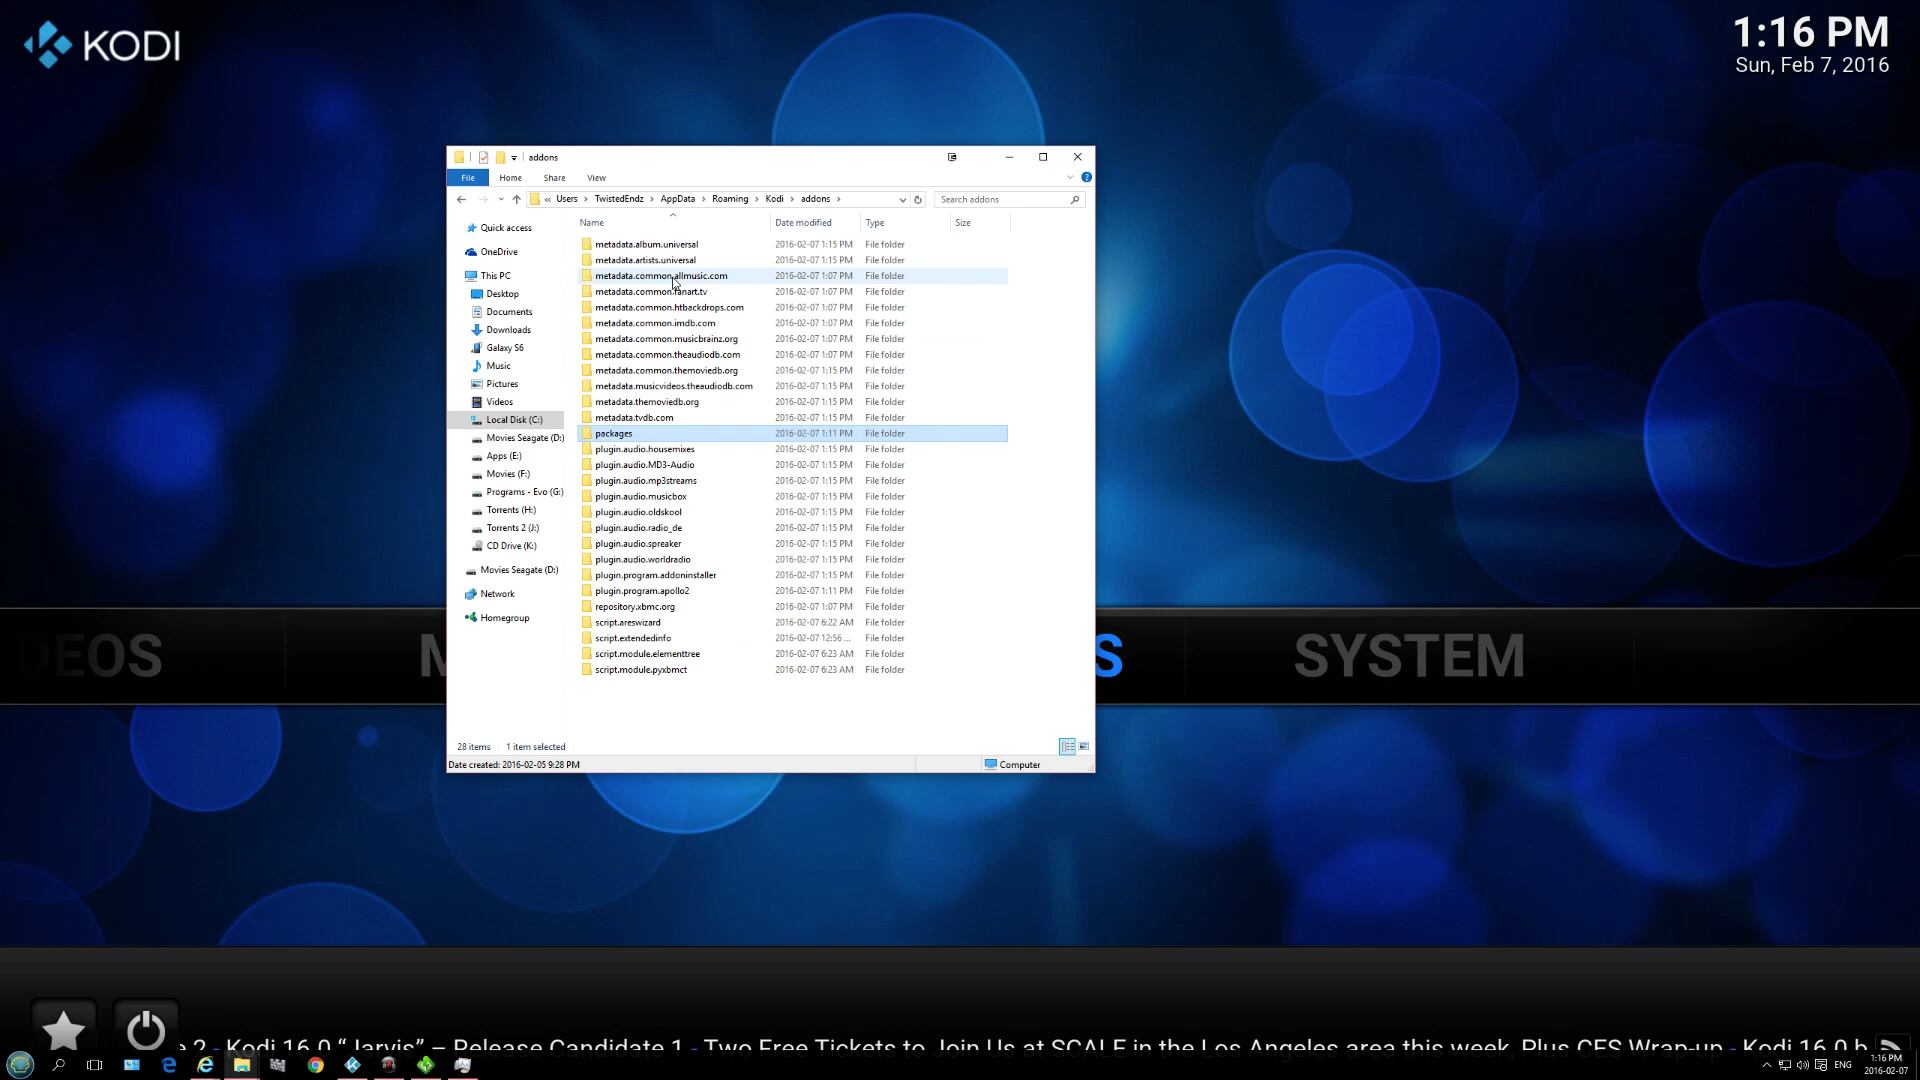 KODI
1:16 PM
Sun, Feb 7, 2016
addons
File Home Share View
« Users › TwistedEndz › AppData › Roaming › Kodi › addons ›
Search addons
Name Date modified Type Size
Quick access
OneDrive
This PC
Desktop
Documents
Downloads
Galaxy S6
Music
Pictures
Videos
Local Disk (C:)
Movies Seagate (D:)
Apps (E:)
Movies (F:)
Programs - Evo (G:)
Torrents (H:)
Torrents 2 (J:)
CD Drive (K:)
Movies Seagate (D:)
Network
Homegroup
metadata.album.universal 2016-02-07 1:15 PM File folder
metadata.artists.universal 2016-02-07 1:15 PM File folder
metadata.common.allmusic.com 2016-02-07 1:07 PM File folder
metadata.common.fanart.tv 2016-02-07 1:07 PM File folder
metadata.common.htbackdrops.com 2016-02-07 1:07 PM File folder
metadata.common.imdb.com 2016-02-07 1:07 PM File folder
metadata.common.musicbrainz.org 2016-02-07 1:07 PM File folder
metadata.common.theaudiodb.com 2016-02-07 1:07 PM File folder
metadata.common.themoviedb.org 2016-02-07 1:07 PM File folder
metadata.musicvideos.theaudiodb.com 2016-02-07 1:15 PM File folder
metadata.themoviedb.org 2016-02-07 1:15 PM File folder
metadata.tvdb.com 2016-02-07 1:15 PM File folder
packages 2016-02-07 1:11 PM File folder
plugin.audio.housemixes 2016-02-07 1:15 PM File folder
plugin.audio.MD3-Audio 2016-02-07 1:15 PM File folder
plugin.audio.mp3streams 2016-02-07 1:15 PM File folder
plugin.audio.musicbox 2016-02-07 1:15 PM File folder
plugin.audio.oldskool 2016-02-07 1:15 PM File folder
plugin.audio.radio_de 2016-02-07 1:15 PM File folder
plugin.audio.spreaker 2016-02-07 1:15 PM File folder
plugin.audio.worldradio 2016-02-07 1:15 PM File folder
plugin.program.addoninstaller 2016-02-07 1:15 PM File folder
plugin.program.apollo2 2016-02-07 1:11 PM File folder
repository.xbmc.org 2016-02-07 1:07 PM File folder
script.areswizard 2016-02-07 6:22 AM File folder
script.extendedinfo 2016-02-07 12:56 ... File folder
script.module.elementtree 2016-02-07 6:23 AM File folder
script.module.pyxbmct 2016-02-07 6:23 AM File folder
28 items 1 item selected
Date created: 2016-02-05 9:28 PM
Computer
DEOS M S SYSTEM
e 2 - Kodi 16.0 “Jarvis” – Release Candidate 1 - Two Free Tickets to Join Us at SCALE in the Los Angeles area this week, Plus CES Wrap-up - Kodi 16.0 b
ENG
1:16 PM
2016-02-07